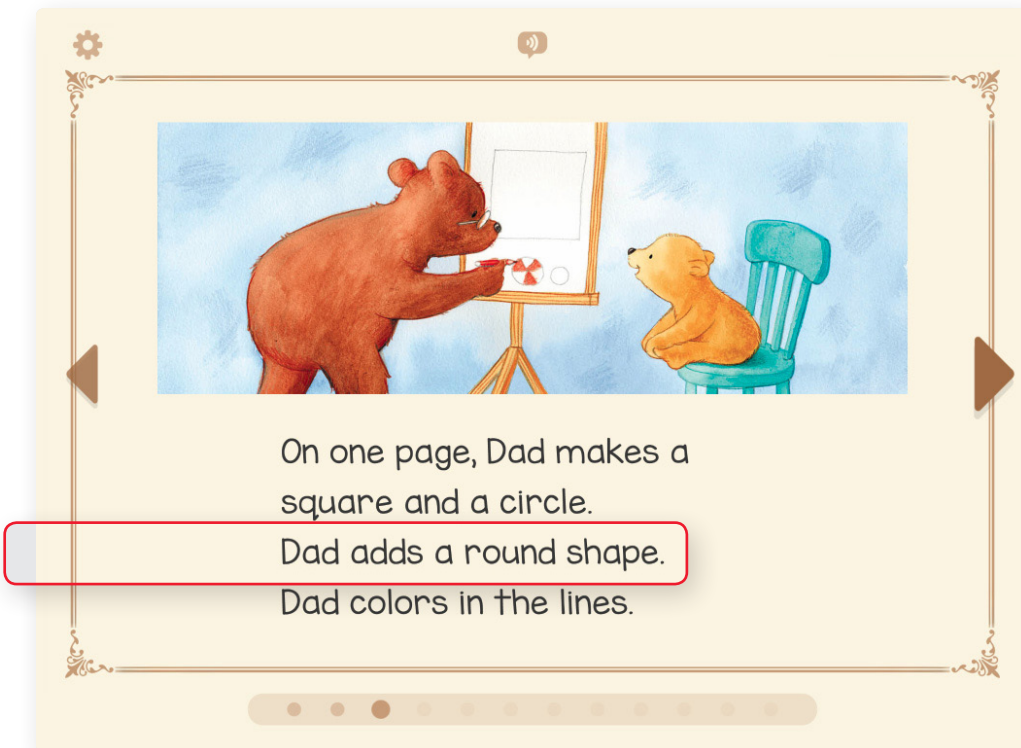 On one page, Dad makes a
square and a circle.
Dad adds a round shape.
Dad colors in the lines.